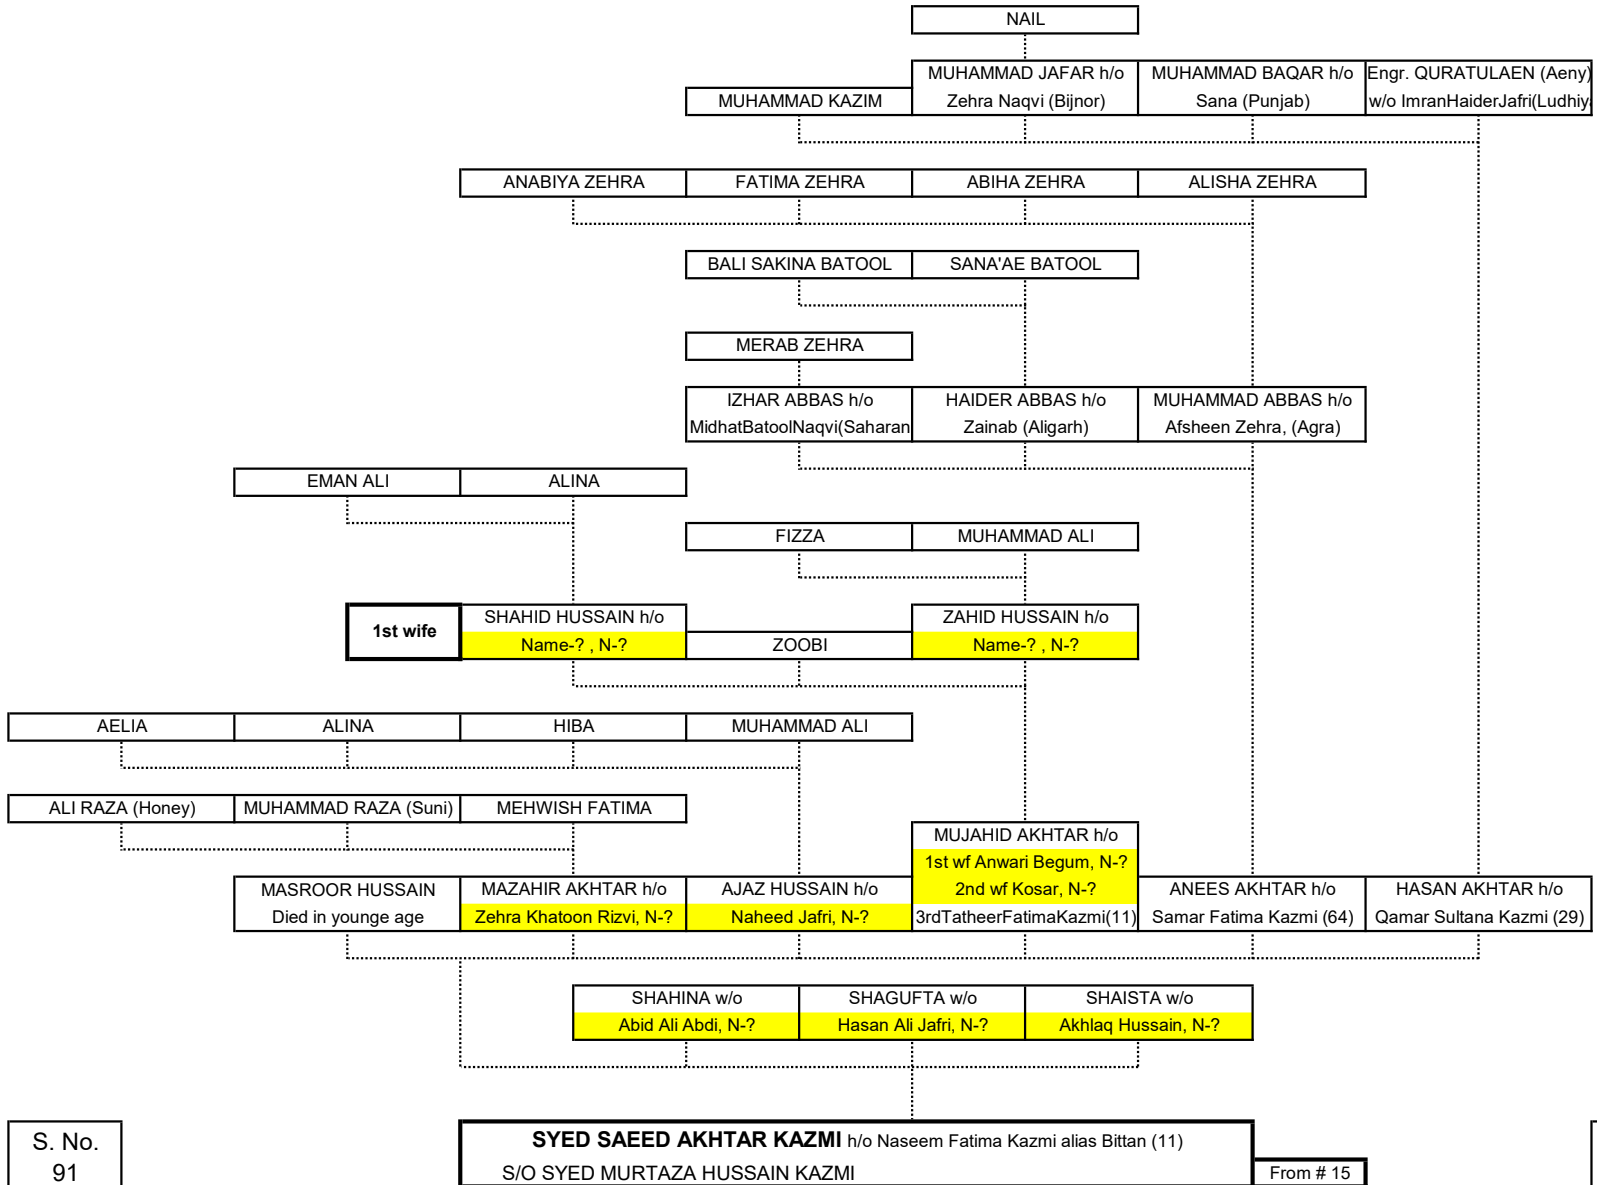 NAIL
MUHAMMAD JAFAR h/o
Zehra Naqvi (Bijnor)
MUHAMMAD BAQAR h/o
Sana (Punjab)
Engr. QURATULAEN (Aeny)
w/o ImranHaiderJafri(Ludhiy
MUHAMMAD KAZIM
ANABIYA ZEHRA
FATIMA ZEHRA
ABIHA ZEHRA
ALISHA ZEHRA
BALI SAKINA BATOOL
SANA'AE BATOOL
MERAB ZEHRA
IZHAR ABBAS h/o
MidhatBatoolNaqvi(Saharan
HAIDER ABBAS h/o
Zainab (Aligarh)
MUHAMMAD ABBAS h/o
Afsheen Zehra, (Agra)
EMAN ALI
ALINA
FIZZA
MUHAMMAD ALI
1st wife
SHAHID HUSSAIN h/o
Name-? , N-?
ZOOBI
ZAHID HUSSAIN h/o
Name-? , N-?
AELIA
ALINA
HIBA
MUHAMMAD ALI
ALI RAZA (Honey)
MUHAMMAD RAZA (Suni)
MEHWISH FATIMA
MASROOR HUSSAIN
Died in younge age
MAZAHIR AKHTAR h/o
Zehra Khatoon Rizvi, N-?
AJAZ HUSSAIN h/o
Naheed Jafri, N-?
MUJAHID AKHTAR h/o
1st wf Anwari Begum, N-?
2nd wf Kosar, N-?
3rdTatheerFatimaKazmi(11)
ANEES AKHTAR h/o
Samar Fatima Kazmi (64)
HASAN AKHTAR h/o
Qamar Sultana Kazmi (29)
SHAHINA w/o
Abid Ali Abdi, N-?
SHAGUFTA w/o
Hasan Ali Jafri, N-?
SHAISTA w/o
Akhlaq Hussain, N-?
S. No.
91
SYED SAEED AKHTAR KAZMI h/o Naseem Fatima Kazmi alias Bittan (11)
S/O SYED MURTAZA HUSSAIN KAZMI
From # 15